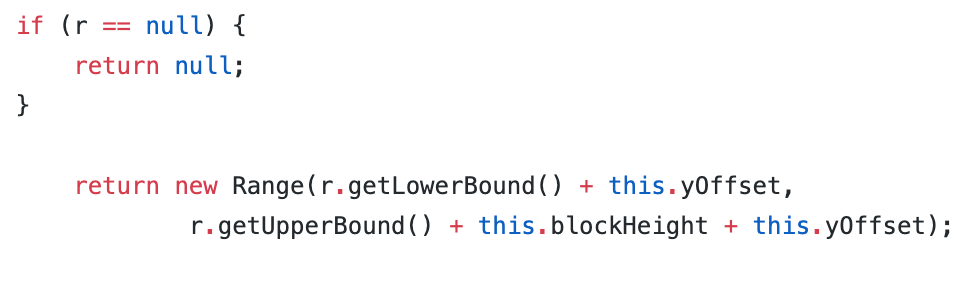 if (r == null) {
    return null;
}
    return new Range(r.getLowerBound() + this.yOffset,
            r.getUpperBound() + this.blockHeight + this.yOffset);